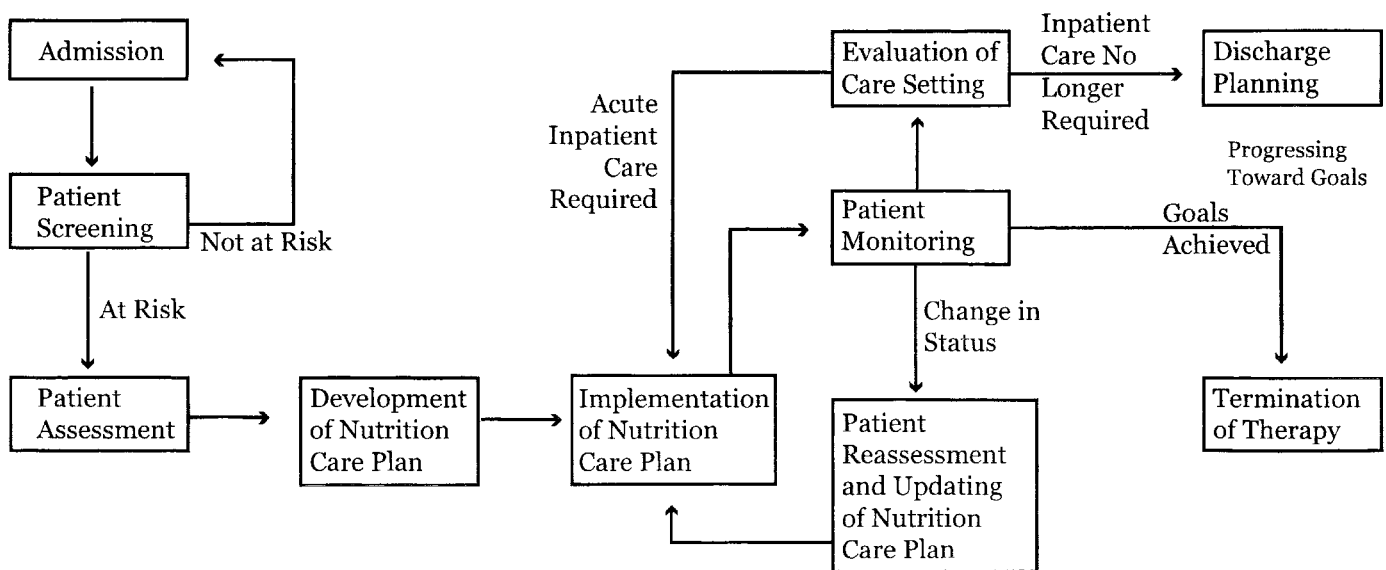 Admission
Patient
Screening
Not at Risk
At Risk
Patient
Assessment
Development
of Nutrition
Care Plan
Implementation
of Nutrition
Care Plan
Acute
Inpatient
Care
Required
Evaluation of
Care Setting
Inpatient
Care No
Longer
Required
Discharge
Planning
Progressing
Toward Goals
Patient
Monitoring
Goals
Achieved
Change in
Status
Patient
Reassessment
and Updating
of Nutrition
Care Plan
Termination
of Therapy